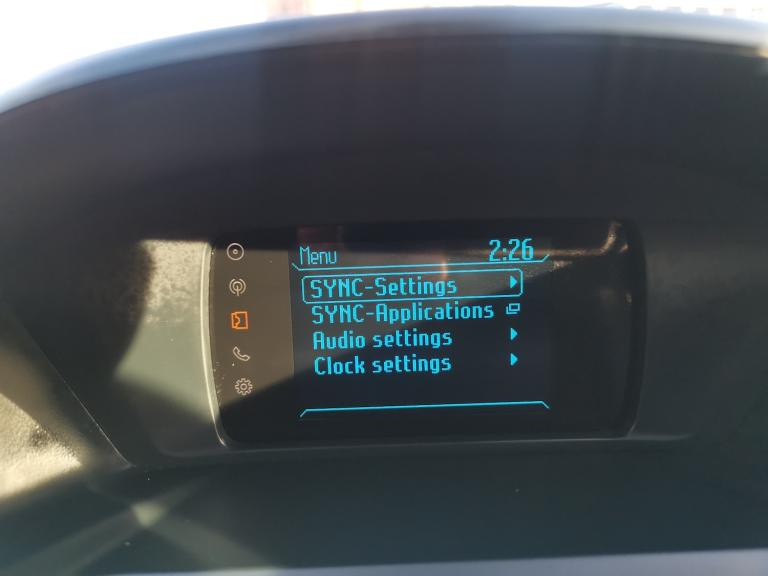 Menu 2:26
SYNC-Settings
SYNC-Applications
Audio settings
Clock settings